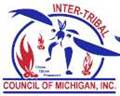 INTER-TRIBAL
COUNCIL OF MICHIGAN, INC.